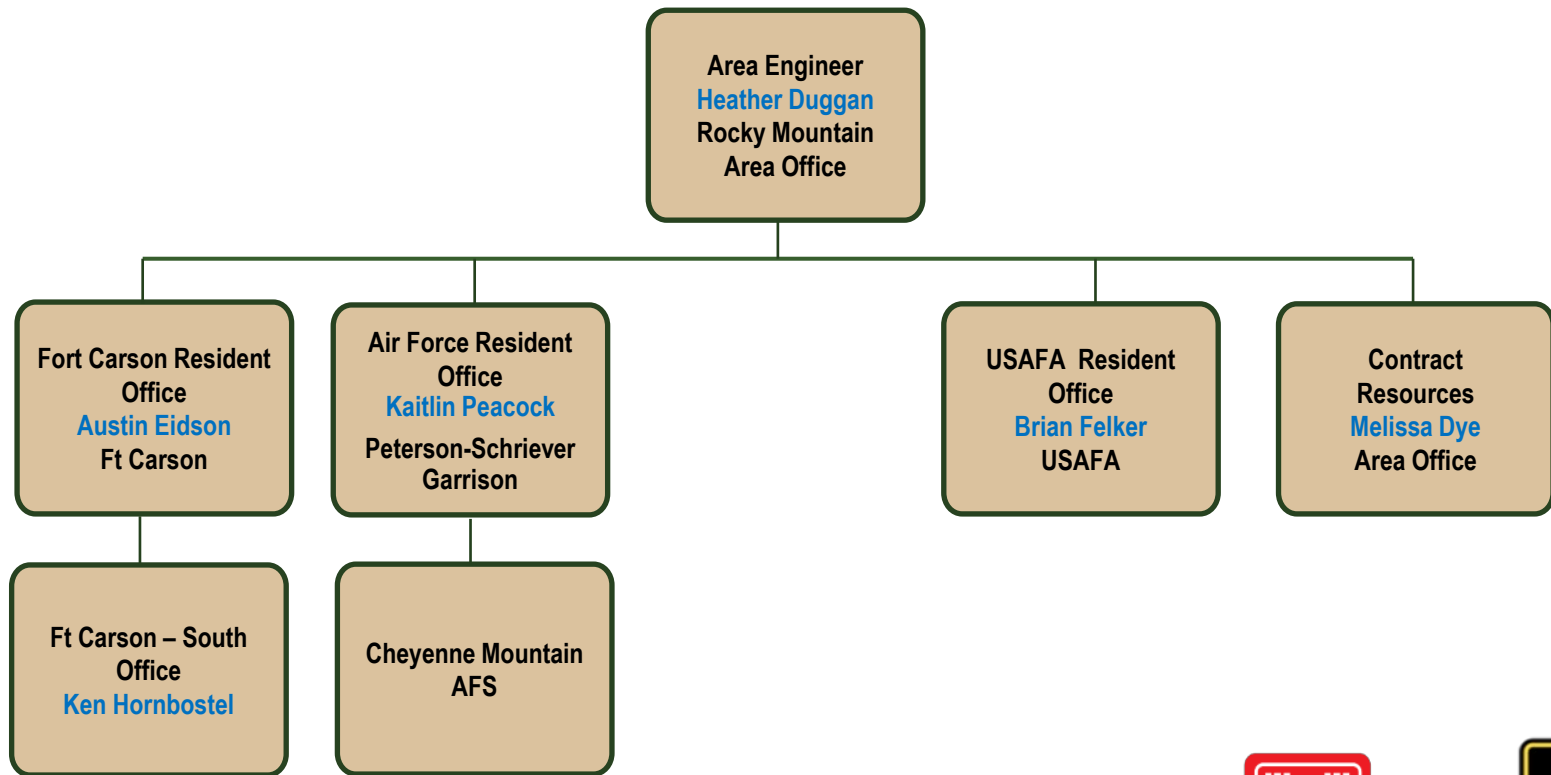 Area Engineer
Heather Duggan
Rocky Mountain
Area Office
Fort Carson Resident
Office
Austin Eidson
Ft Carson
Air Force Resident
Office
Kaitlin Peacock
Peterson-Schriever
Garrison
USAFA  Resident
Office
Brian Felker
USAFA
Contract
Resources
Melissa Dye
Area Office
Ft Carson – South
Office
Ken Hornbostel
Cheyenne Mountain
AFS